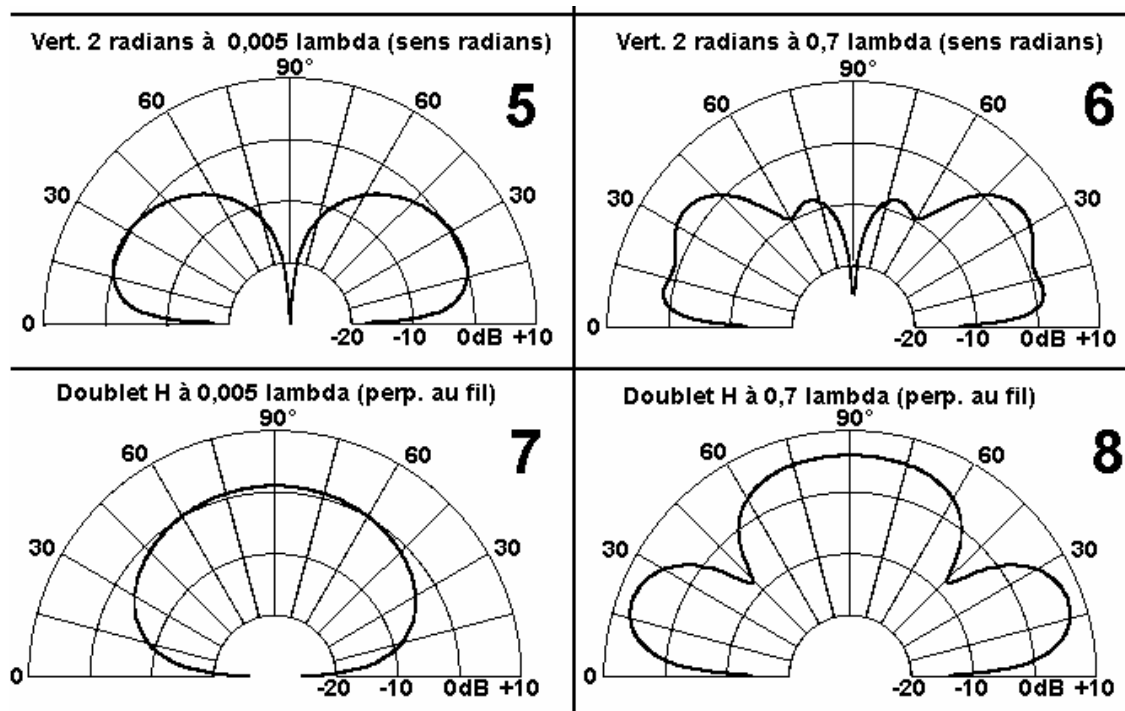 Vert. 2 radians à 0,005 lambda (sens radians)
90°
60 60
5
30 30
0 -20 -10 0dB +10
Vert. 2 radians à 0,7 lambda (sens radians)
90°
60 60
6
30 30
0 -20 -10 0dB +10
Doublet H à 0,005 lambda (perp. au fil)
90°
60 60
7
30 30
0 -20 -10 0dB +10
Doublet H à 0,7 lambda (perp. au fil)
90°
60 60
8
30 30
0 -20 -10 0dB +10